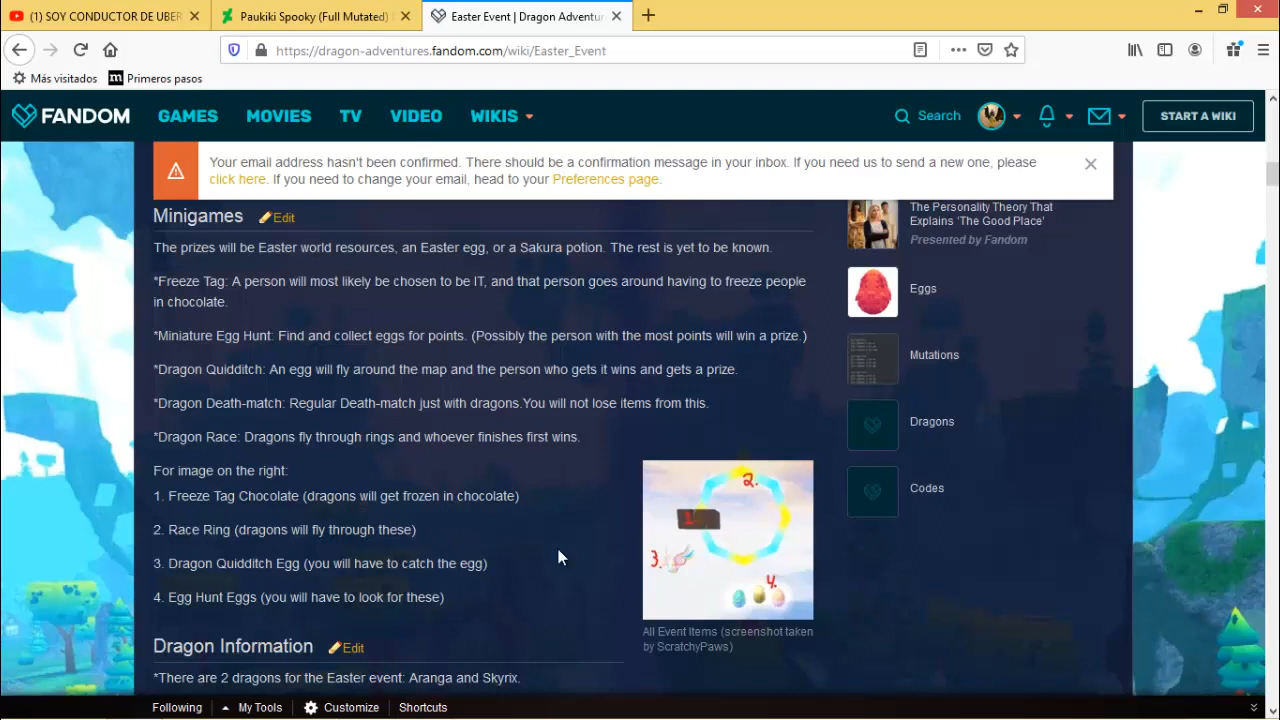 (1) SOY CONDUCTOR DE UBER
Paukiki Spooky (Full Mutated)
Easter Event | Dragon Adventur
https://dragon-adventures.fandom.com/wiki/Easter_Event
Más visitados
Primeros pasos
FANDOM
GAMES
MOVIES
TV
VIDEO
WIKIS
Search
START A WIKI
Your email address hasn't been confirmed. There should be a confirmation message in your inbox. If you need us to send a new one, please
click here. If you need to change your email, head to your Preferences page.
Minigames Edit
The prizes will be Easter world resources, an Easter egg, or a Sakura potion. The rest is yet to be known.
*Freeze Tag: A person will most likely be chosen to be IT, and that person goes around having to freeze people
in chocolate.
*Miniature Egg Hunt: Find and collect eggs for points. (Possibly the person with the most points will win a prize.)
*Dragon Quidditch: An egg will fly around the map and the person who gets it wins and gets a prize.
*Dragon Death-match: Regular Death-match just with dragons.You will not lose items from this.
*Dragon Race: Dragons fly through rings and whoever finishes first wins.
For image on the right:
1. Freeze Tag Chocolate (dragons will get frozen in chocolate)
2. Race Ring (dragons will fly through these)
3. Dragon Quidditch Egg (you will have to catch the egg)
4. Egg Hunt Eggs (you will have to look for these)
2.
1.
3.
4.
All Event Items (screenshot taken
by ScratchyPaws)
Dragon Information Edit
*There are 2 dragons for the Easter event: Aranga and Skyrix.
The Personality Theory That
Explains 'The Good Place'
Presented by Fandom
Eggs
Mutations
Dragons
Codes
Following
My Tools
Customize
Shortcuts